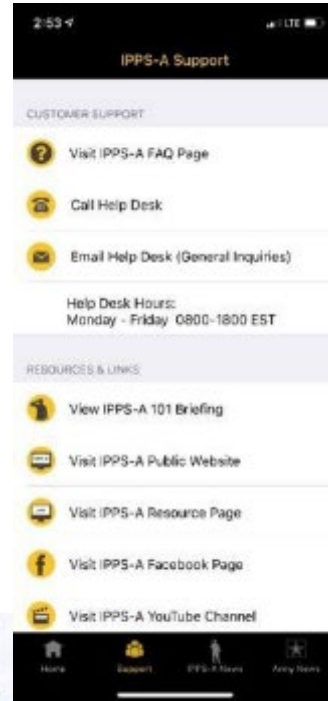 2:53
LTE
IPPS-A Support
CUSTOMER SUPPORT
Visit IPPS-A FAQ Page
Call Help Desk
Email Help Desk (General Inquiries)
Help Desk Hours:
Monday - Friday 0800-1800 EST
RESOURCES & LINKS
View IPPS-A 101 Briefing
Visit IPPS-A Public Website
Visit IPPS-A Resource Page
Visit IPPS-A Facebook Page
Visit IPPS-A YouTube Channel
Home
Support
IPPS-A News
Army News